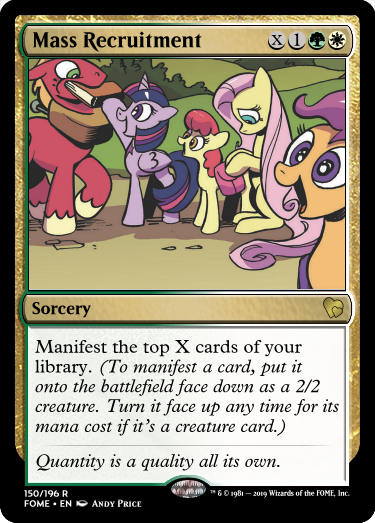 Mass Recruitment X 1
Sorcery
Manifest the top X cards of your
library. (To manifest a card, put it
onto the battlefield face down as a 2/2
creature. Turn it face up any time for its
mana cost if it's a creature card.)
Quantity is a quality all its own.
150/196 R
FOME • EN ANDY PRICE
™ & © 1981 — 2019 Wizards of the FOME, Inc.